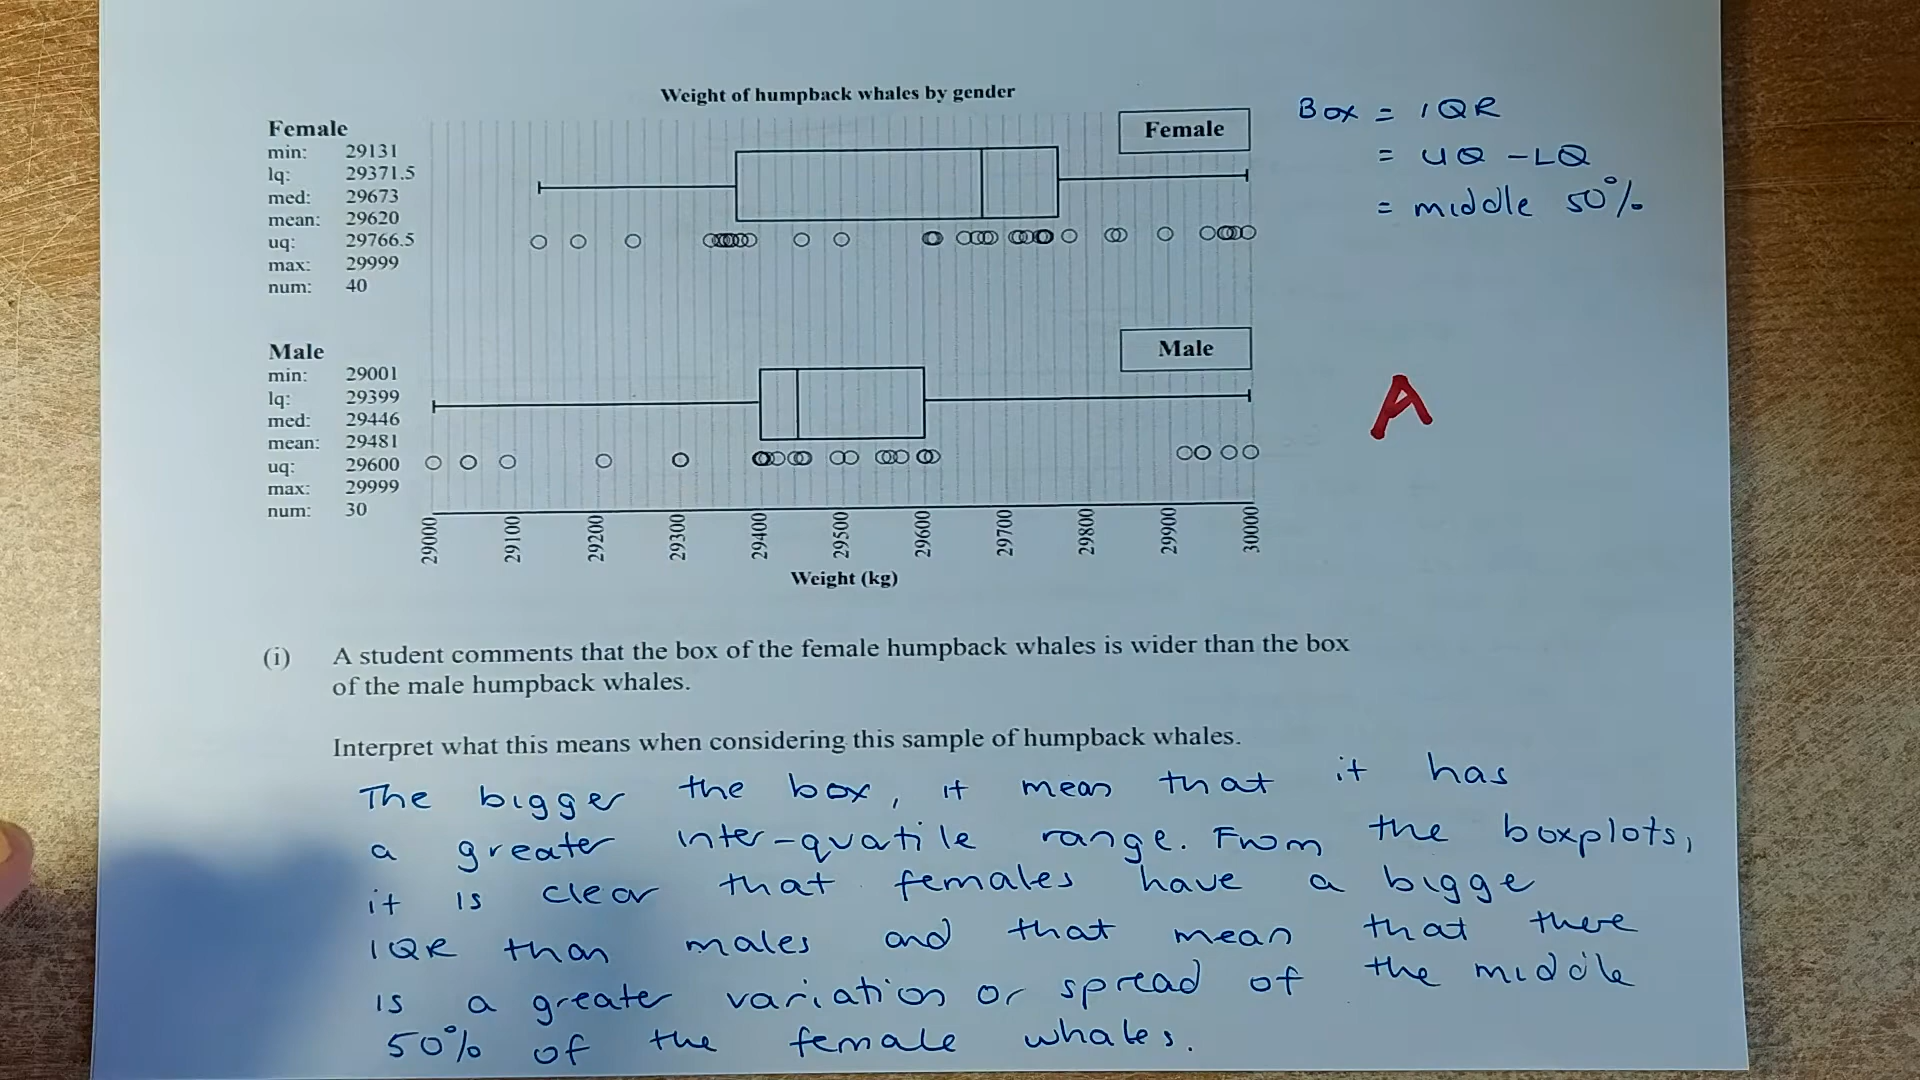 Weight of humpback whales by gender
Female
min: 29131
lq: 29371.5
med: 29673
mean: 29620
uq: 29766.5
max: 29999
num: 40
Female
Box = IQR
= UQ - LQ
= middle 50%
Male
min: 29001
lq: 29399
med: 29446
mean: 29481
uq: 29600
max: 29999
num: 30
Male
A
29000 29100 29200 29300 29400 29500 29600 29700 29800 29900 30000
Weight (kg)
(i) A student comments that the box of the female humpback whales is wider than the box
of the male humpback whales.
Interpret what this means when considering this sample of humpback whales.
The bigger the box, it mean that it has
a greater inter-quatile range. From the boxplots,
it is clear that females have a bigge
IQR than males and that mean that there
is a greater variation or spread of the middle
50% of the female whales.